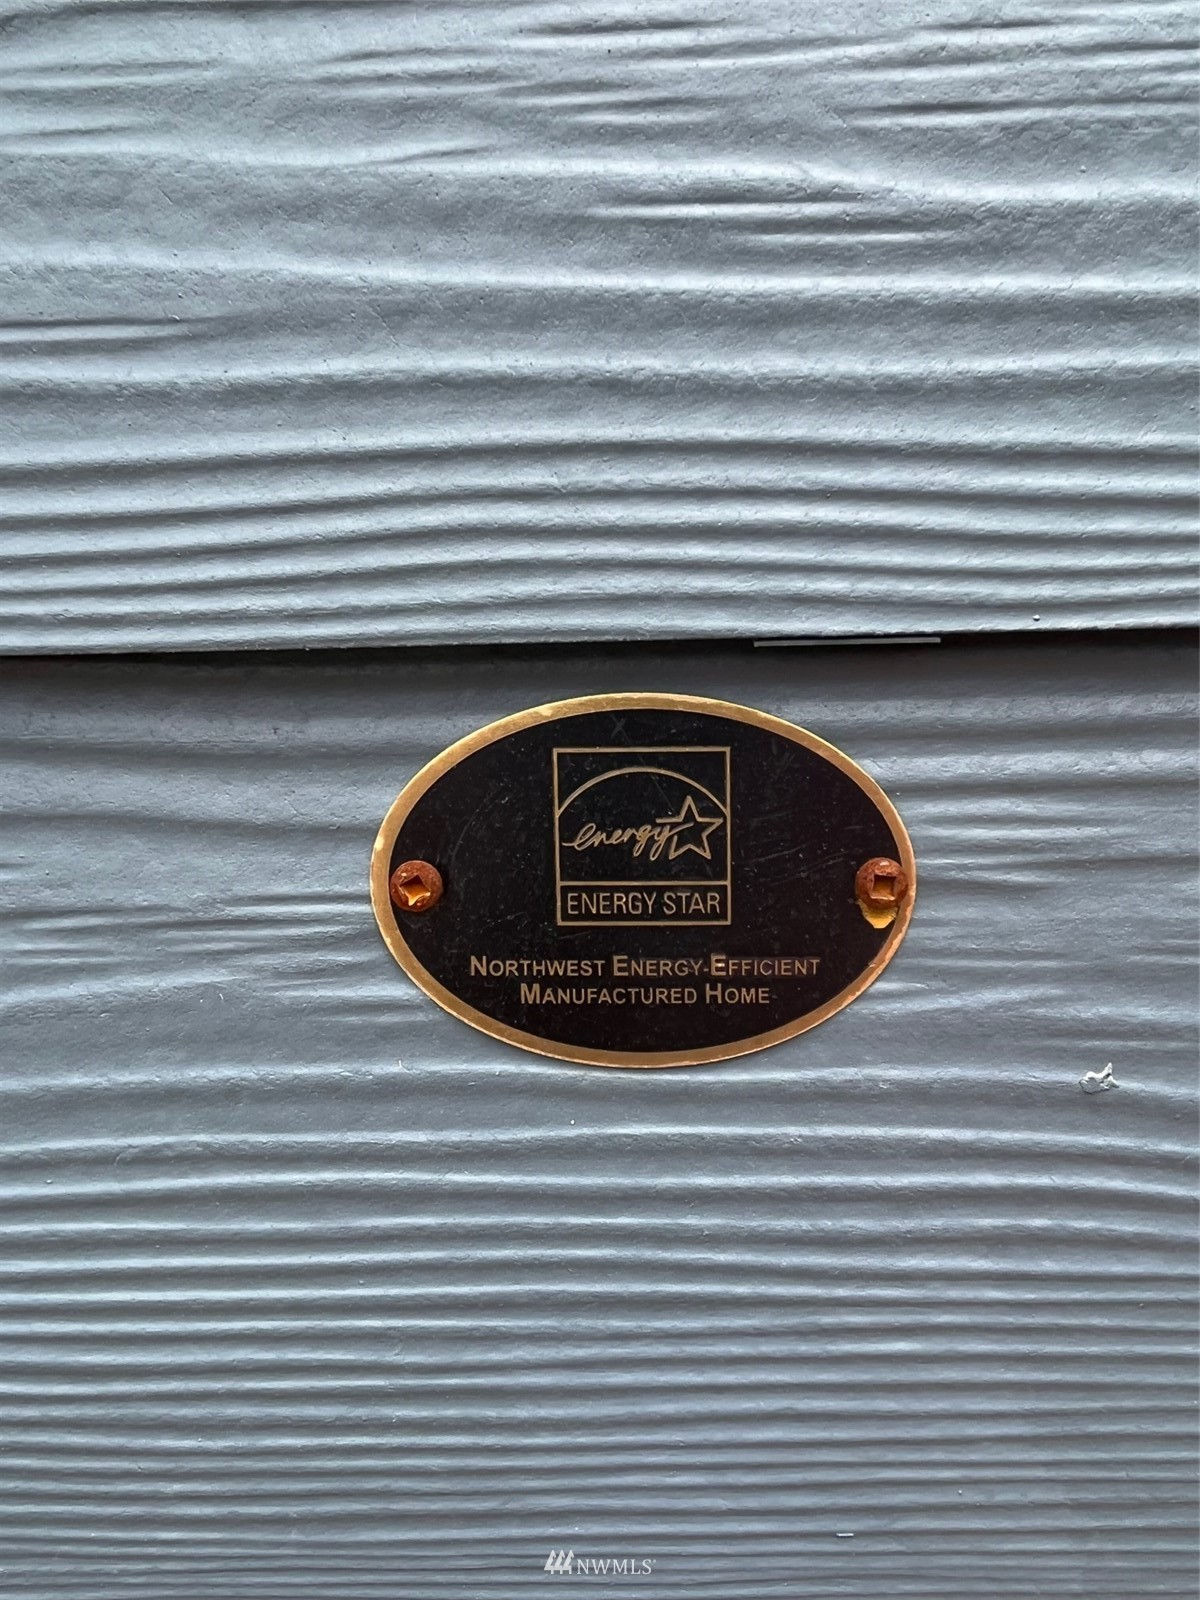 energy
ENERGY STAR
NORTHWEST ENERGY-EFFICIENT
MANUFACTURED HOME
NWMLS